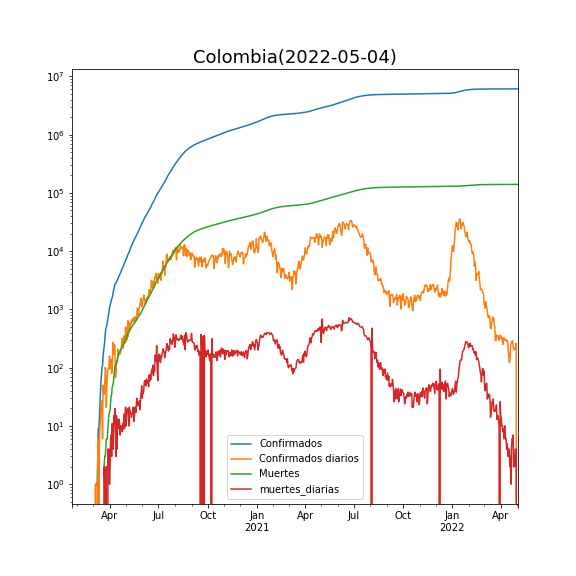 Colombia(2022-05-04)
10^7
10^6
10^5
10^4
10^3
10^2
10^1
10^0
Confirmados
Confirmados diarios
Muertes
muertes_diarias
Apr Jul Oct Jan Apr Jul Oct Jan Apr
2021 2022